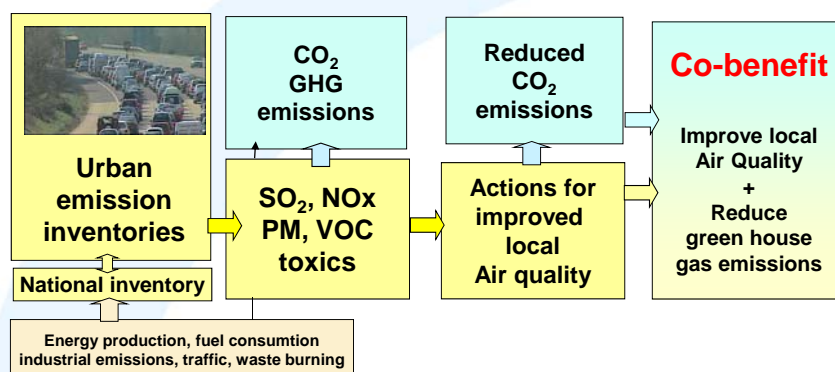 Urban
emission
inventories
National inventory
Energy production, fuel consumtion
industrial emissions, traffic, waste burning
CO₂
GHG
emissions
SO₂, NOx
PM, VOC
toxics
Reduced
CO₂
emissions
Actions for
improved
local
Air quality
Co-benefit
Improve local
Air Quality
+
Reduce
green house
gas emissions